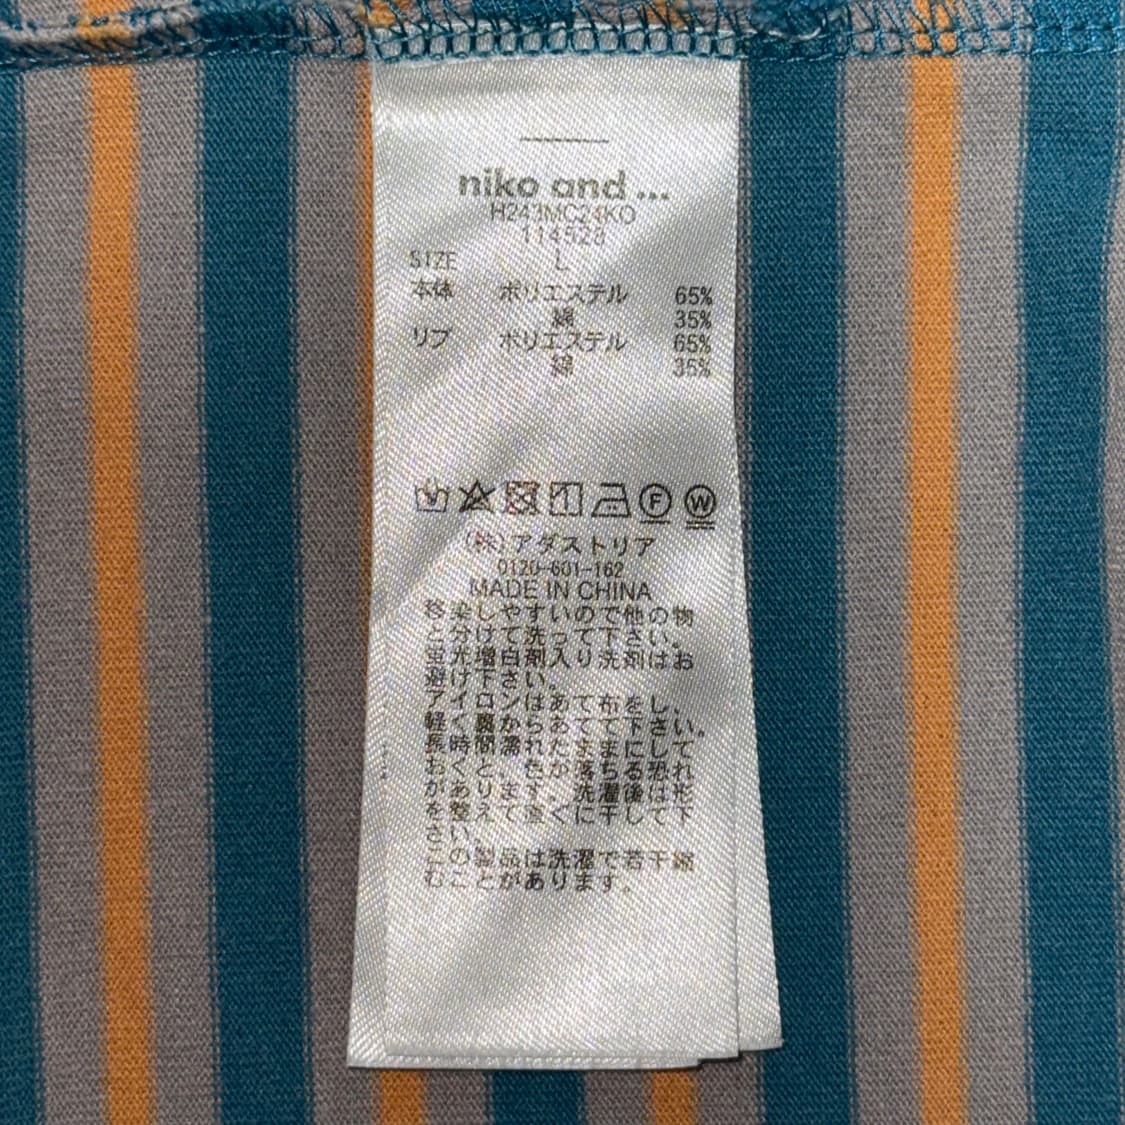 niko and ...
H243MC24KO
114528
SIZE L
本体 ポリエステル 65%
綿 35%
リブ ポリエステル 65%
綿 35%
F W
(株)アダストリア
0120-601-162
MADE IN CHINA
移染しやすいので他の物
と分けて洗って下さい。
蛍光増白剤入り洗剤はお
避け下さい。
アイロンはあて布をし、
軽く裏からあてて下さい。
長時間濡れたままにして
おくと、色が落ちる恐れ
があります。洗濯後は形
を整えて直ぐに干して下
さい。
この製品は洗濯で若干縮
むことがあります。